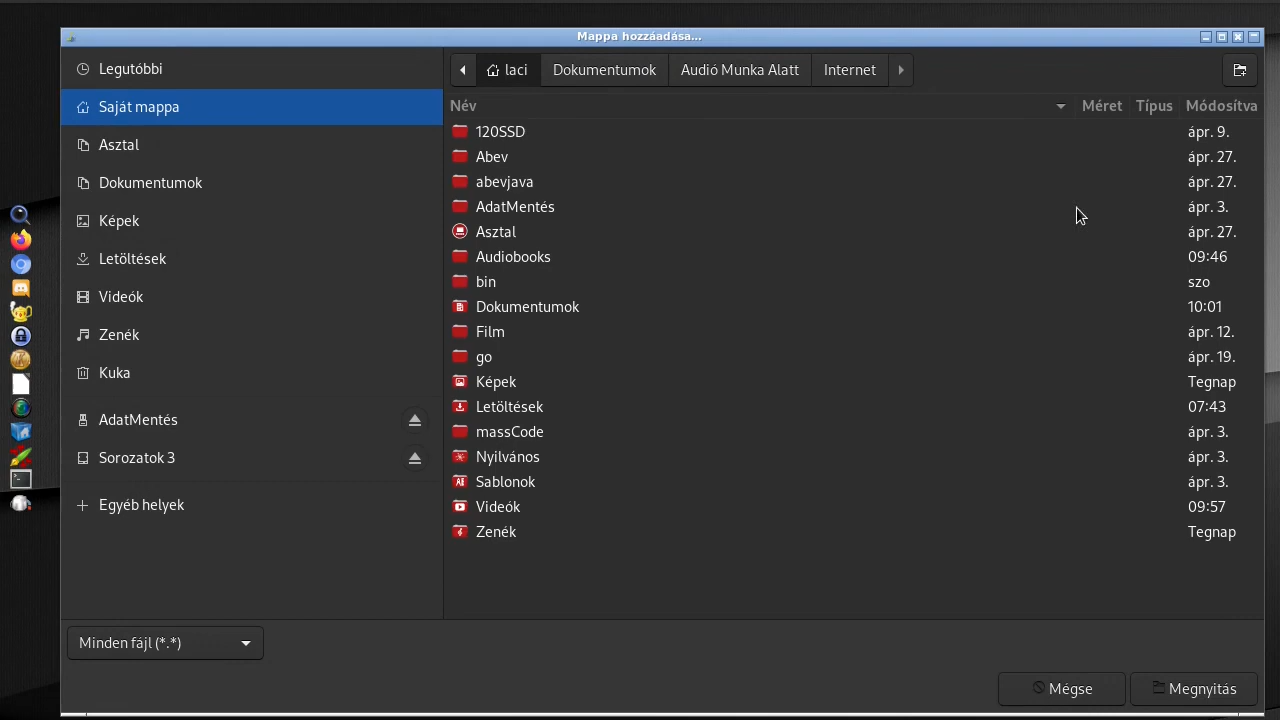 Mappa hozzáadása...
Legutóbbi
Saját mappa
Asztal
Dokumentumok
Képek
Letöltések
Videók
Zenék
Kuka
AdatMentés
Sorozatok 3
Egyéb helyek
laci Dokumentumok Audió Munka Alatt Internet
Név Méret Típus Módosítva
120SSD ápr. 9.
Abev ápr. 27.
abevjava ápr. 27.
AdatMentés ápr. 3.
Asztal ápr. 27.
Audiobooks 09:46
bin szo
Dokumentumok 10:01
Film ápr. 12.
go ápr. 19.
Képek Tegnap
Letöltések 07:43
massCode ápr. 3.
Nyilvános ápr. 3.
Sablonok ápr. 3.
Videók 09:57
Zenék Tegnap
Minden fájl (*.*)
Mégse Megnyitás